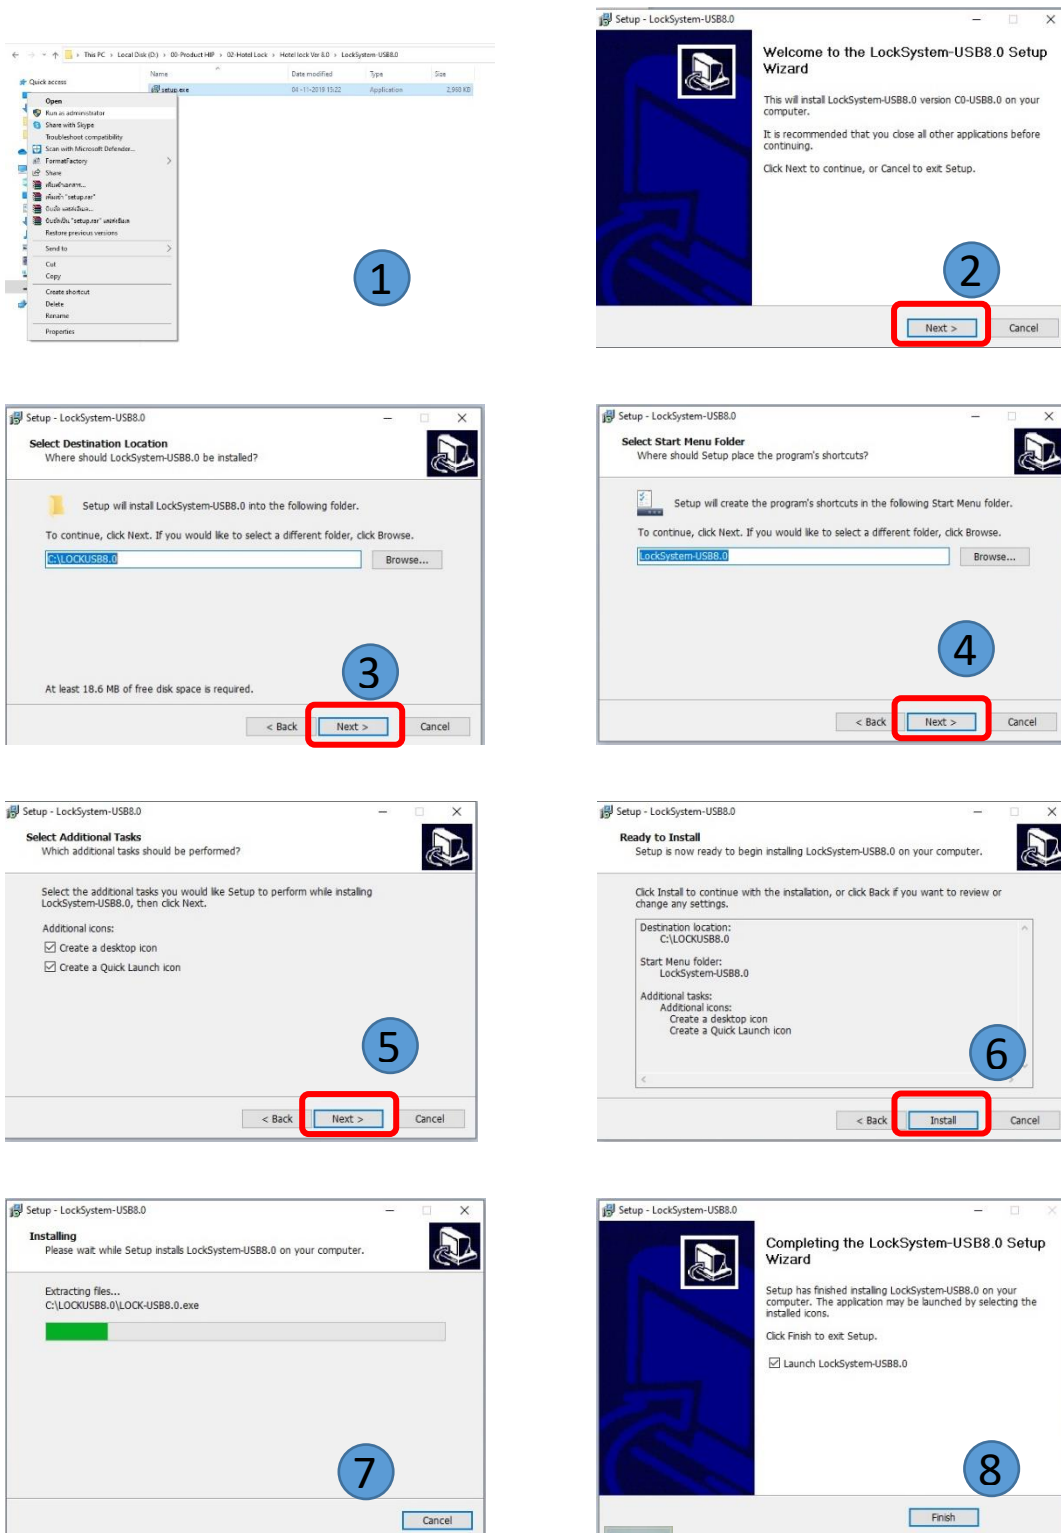 This PC › Local Disk (D:) › 00-Product HIP › 02-Hotel Lock › Hotel lock Ver 6.0 › LockSystem-USB8.0
Name Date modified Type Size
Quick access
setup.exe 04-11-2019 15:22 Application 2,960 KB
Open
Run as administrator
Share with Skype
Troubleshoot compatibility
Scan with Microsoft Defender...
FormatFactory
Share
"setup.rar"
"setup.rar"
Restore previous versions
Send to
Cut
Copy
Create shortcut
Delete
Rename
Properties
1
Setup - LockSystem-USB8.0
Welcome to the LockSystem-USB8.0 Setup
Wizard
This will install LockSystem-USB8.0 version C0-USB8.0 on your
computer.
It is recommended that you close all other applications before
continuing.
Click Next to continue, or Cancel to exit Setup.
2
Next > Cancel
Setup - LockSystem-USB8.0
Select Destination Location
Where should LockSystem-USB8.0 be installed?
Setup will install LockSystem-USB8.0 into the following folder.
To continue, click Next. If you would like to select a different folder, click Browse.
C:\LOCKUSB8.0 Browse...
3
At least 18.6 MB of free disk space is required.
< Back Next > Cancel
Setup - LockSystem-USB8.0
Select Start Menu Folder
Where should Setup place the program's shortcuts?
Setup will create the program's shortcuts in the following Start Menu folder.
To continue, click Next. If you would like to select a different folder, click Browse.
LockSystem-USB8.0 Browse...
4
< Back Next > Cancel
Setup - LockSystem-USB8.0
Select Additional Tasks
Which additional tasks should be performed?
Select the additional tasks you would like Setup to perform while installing
LockSystem-USB8.0, then click Next.
Additional icons:
Create a desktop icon
Create a Quick Launch icon
5
< Back Next > Cancel
Setup - LockSystem-USB8.0
Ready to Install
Setup is now ready to begin installing LockSystem-USB8.0 on your computer.
Click Install to continue with the installation, or click Back if you want to review or
change any settings.
Destination location:
C:\LOCKUSB8.0
Start Menu folder:
LockSystem-USB8.0
Additional tasks:
Additional icons:
Create a desktop icon
Create a Quick Launch icon
6
< Back Install Cancel
Setup - LockSystem-USB8.0
Installing
Please wait while Setup installs LockSystem-USB8.0 on your computer.
Extracting files...
C:\LOCKUSB8.0\LOCK-USB8.0.exe
7
Cancel
Setup - LockSystem-USB8.0
Completing the LockSystem-USB8.0 Setup
Wizard
Setup has finished installing LockSystem-USB8.0 on your
computer. The application may be launched by selecting the
installed icons.
Click Finish to exit Setup.
Launch LockSystem-USB8.0
8
Finish